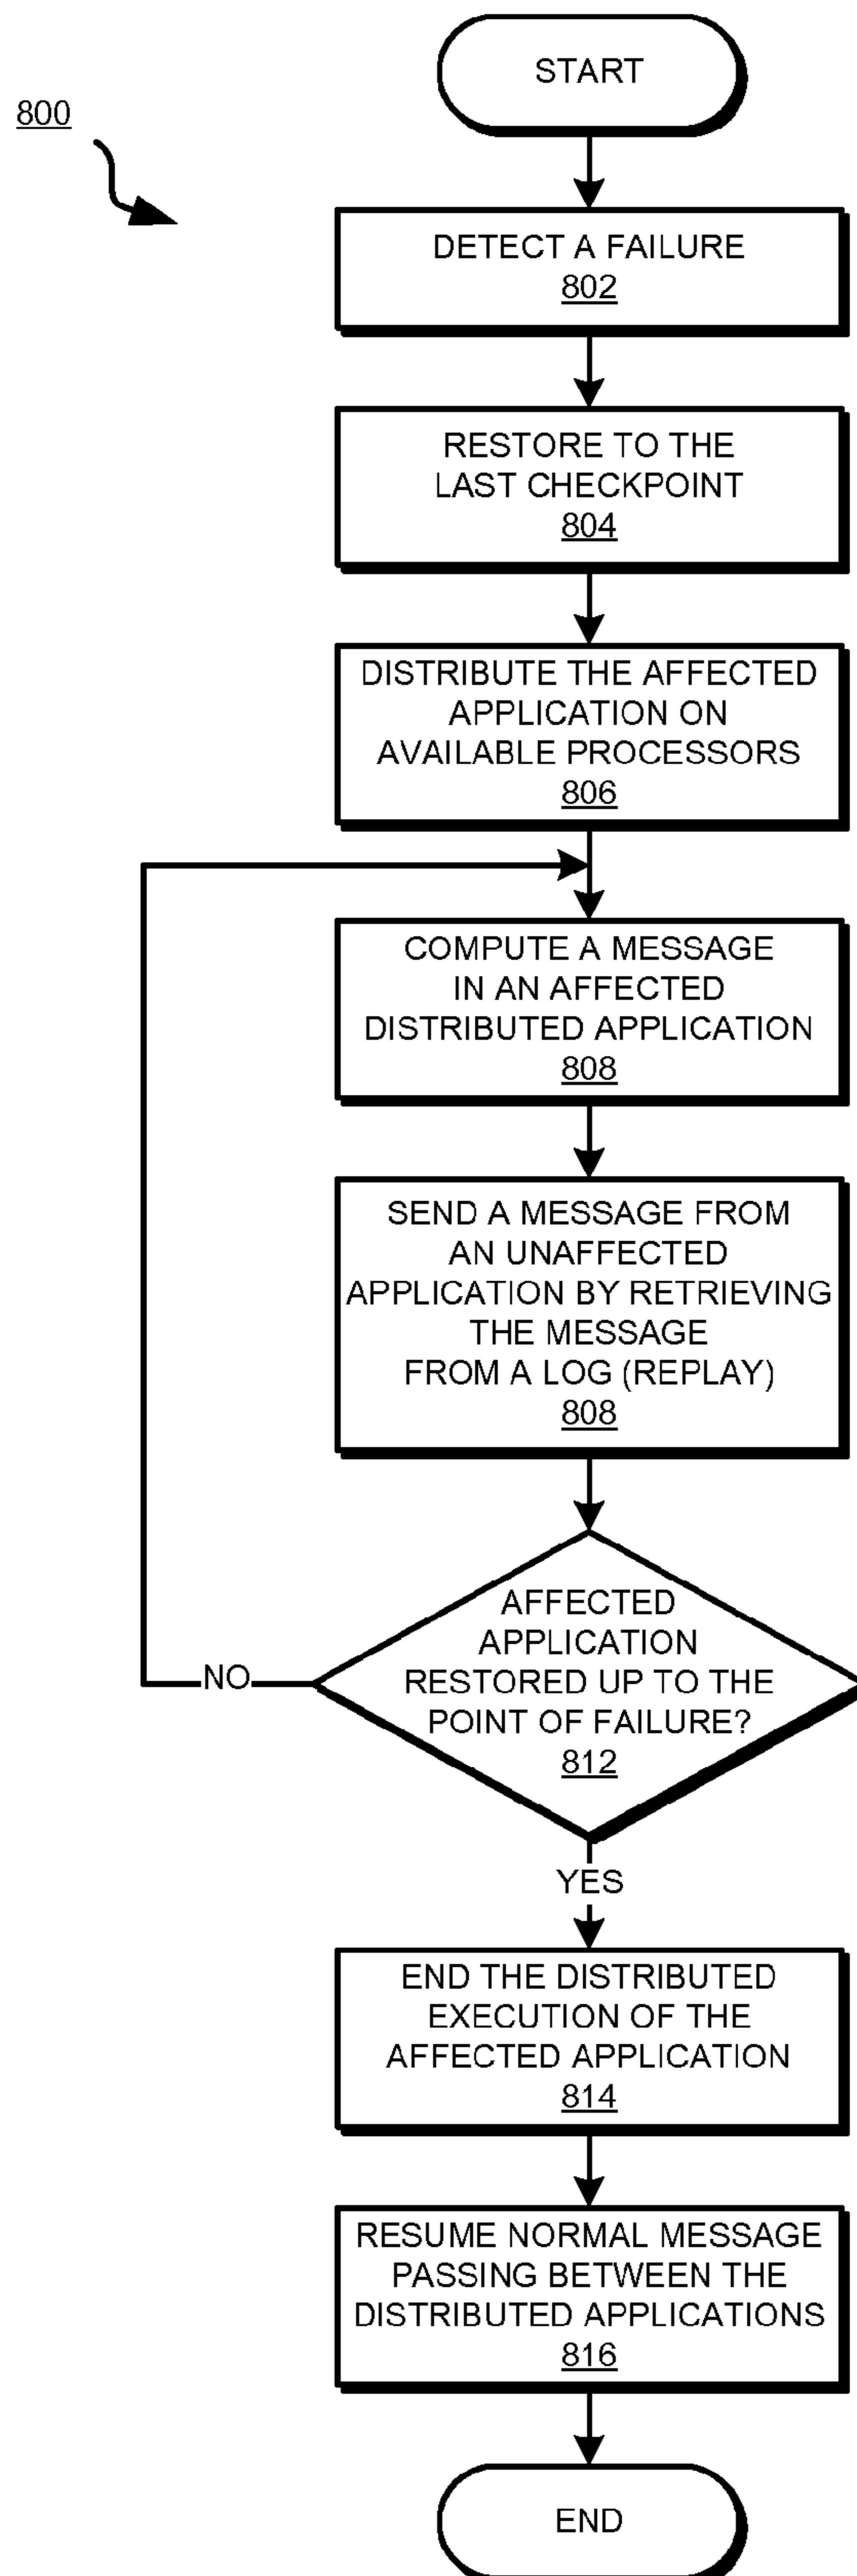 START
800
DETECT A FAILURE
802
RESTORE TO THE
LAST CHECKPOINT
804
DISTRIBUTE THE AFFECTED
APPLICATION ON
AVAILABLE PROCESSORS
806
COMPUTE A MESSAGE
IN AN AFFECTED
DISTRIBUTED APPLICATION
808
SEND A MESSAGE FROM
AN UNAFFECTED
APPLICATION BY RETRIEVING
THE MESSAGE
FROM A LOG (REPLAY)
808
AFFECTED
APPLICATION
RESTORED UP TO THE
POINT OF FAILURE?
812
NO
YES
END THE DISTRIBUTED
EXECUTION OF THE
AFFECTED APPLICATION
814
RESUME NORMAL MESSAGE
PASSING BETWEEN THE
DISTRIBUTED APPLICATIONS
816
END